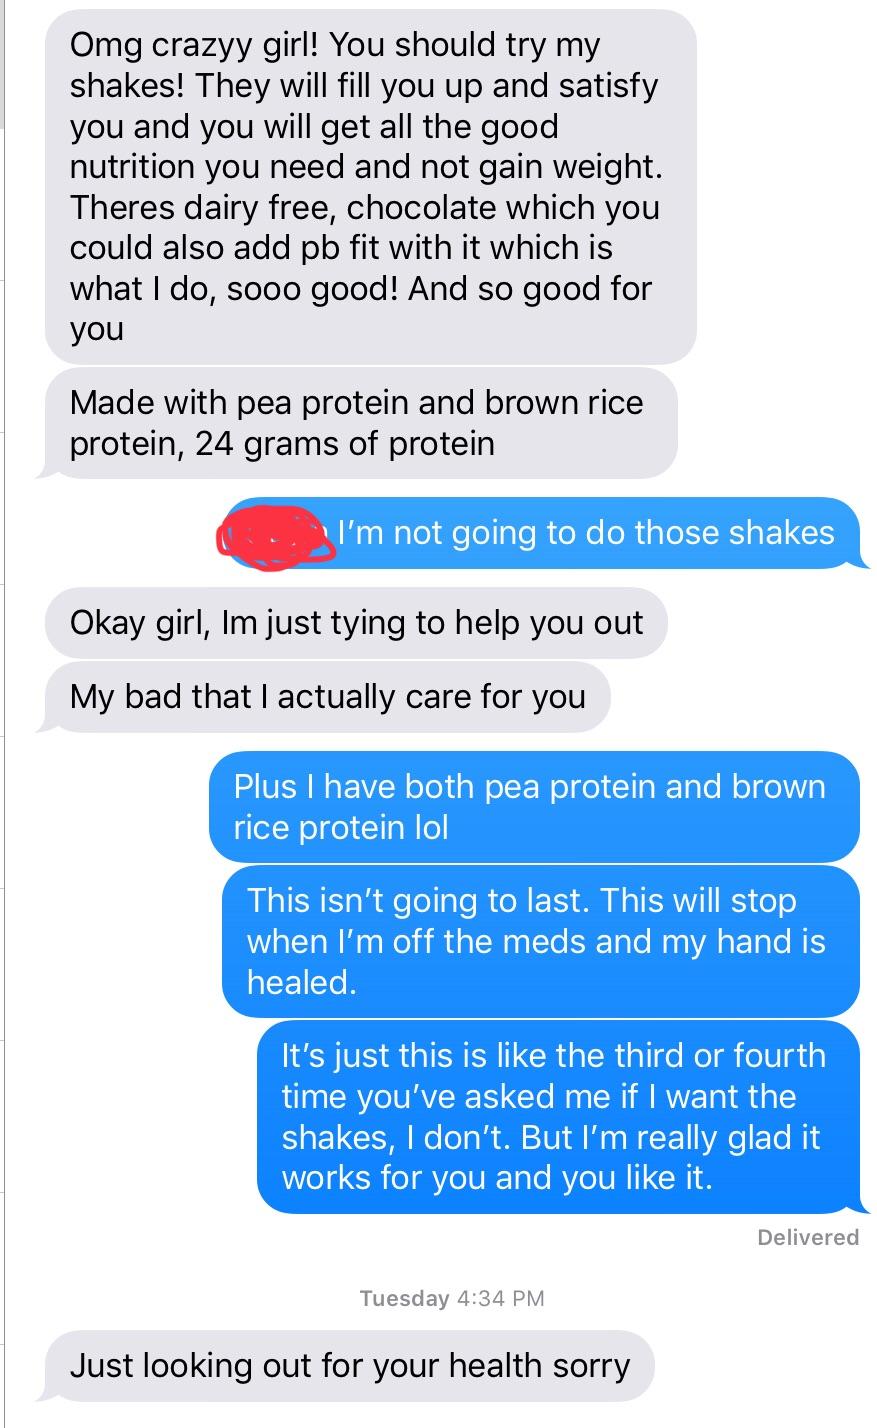 Omg crazyy girl! You should try my
shakes! They will fill you up and satisfy
you and you will get all the good
nutrition you need and not gain weight.
Theres dairy free, chocolate which you
could also add pb fit with it which is
what I do, sooo good! And so good for
you
Made with pea protein and brown rice
protein, 24 grams of protein
I’m not going to do those shakes
Okay girl, Im just tying to help you out
My bad that I actually care for you
Plus I have both pea protein and brown
rice protein lol
This isn’t going to last. This will stop
when I’m off the meds and my hand is
healed.
It’s just this is like the third or fourth
time you’ve asked me if I want the
shakes, I don’t. But I’m really glad it
works for you and you like it.
Delivered
Tuesday 4:34 PM
Just looking out for your health sorry